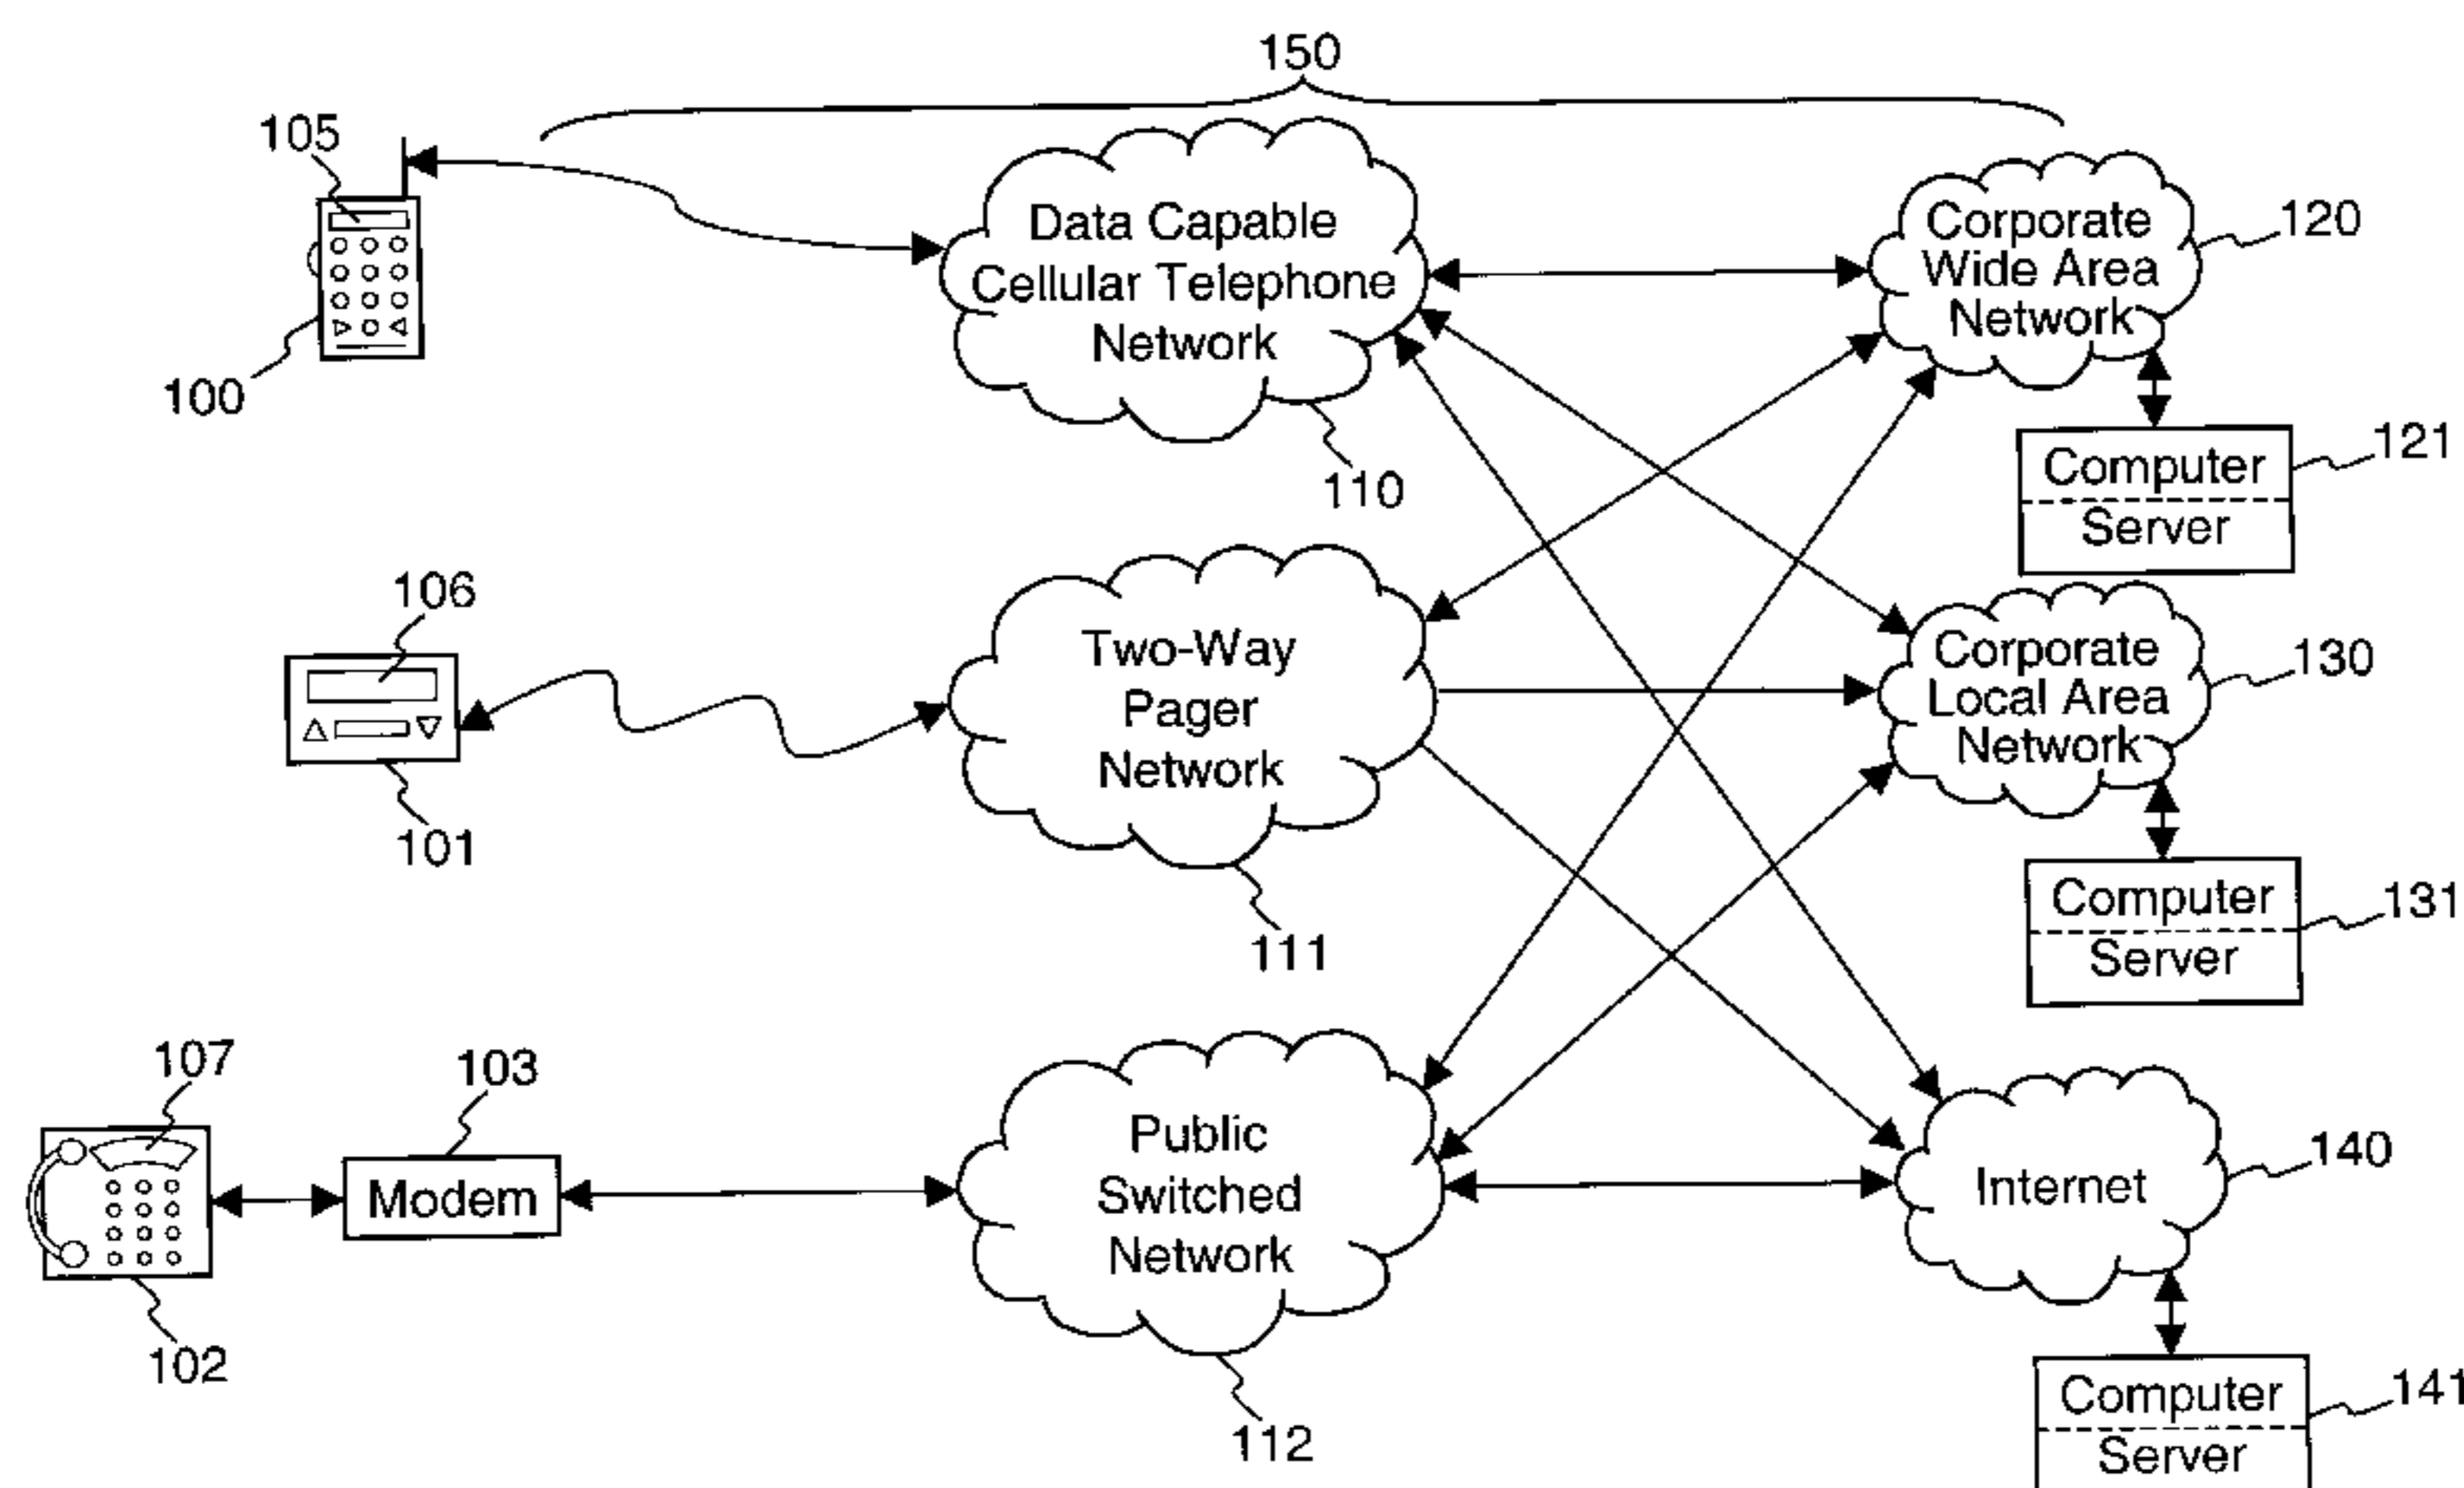 150
105
100
Data Capable
Cellular Telephone
Network
110
Corporate
Wide Area
Network
120
Computer
Server
121
106
101
Two-Way
Pager
Network
111
Corporate
Local Area
Network
130
Computer
Server
131
107
103
Modem
102
Public
Switched
Network
112
Internet
140
Computer
Server
141